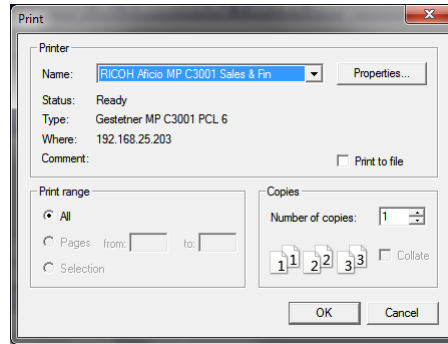 Print
Printer
Name: RICOH Aficio MP C3001 Sales & Fin
Properties...
Status: Ready
Type: Gestetner MP C3001 PCL 6
Where: 192.168.25.203
Comment:
Print to file
Print range
All
Pages from: to:
Selection
Copies
Number of copies: 1
1 1 2 2 3 3
Collate
OK Cancel